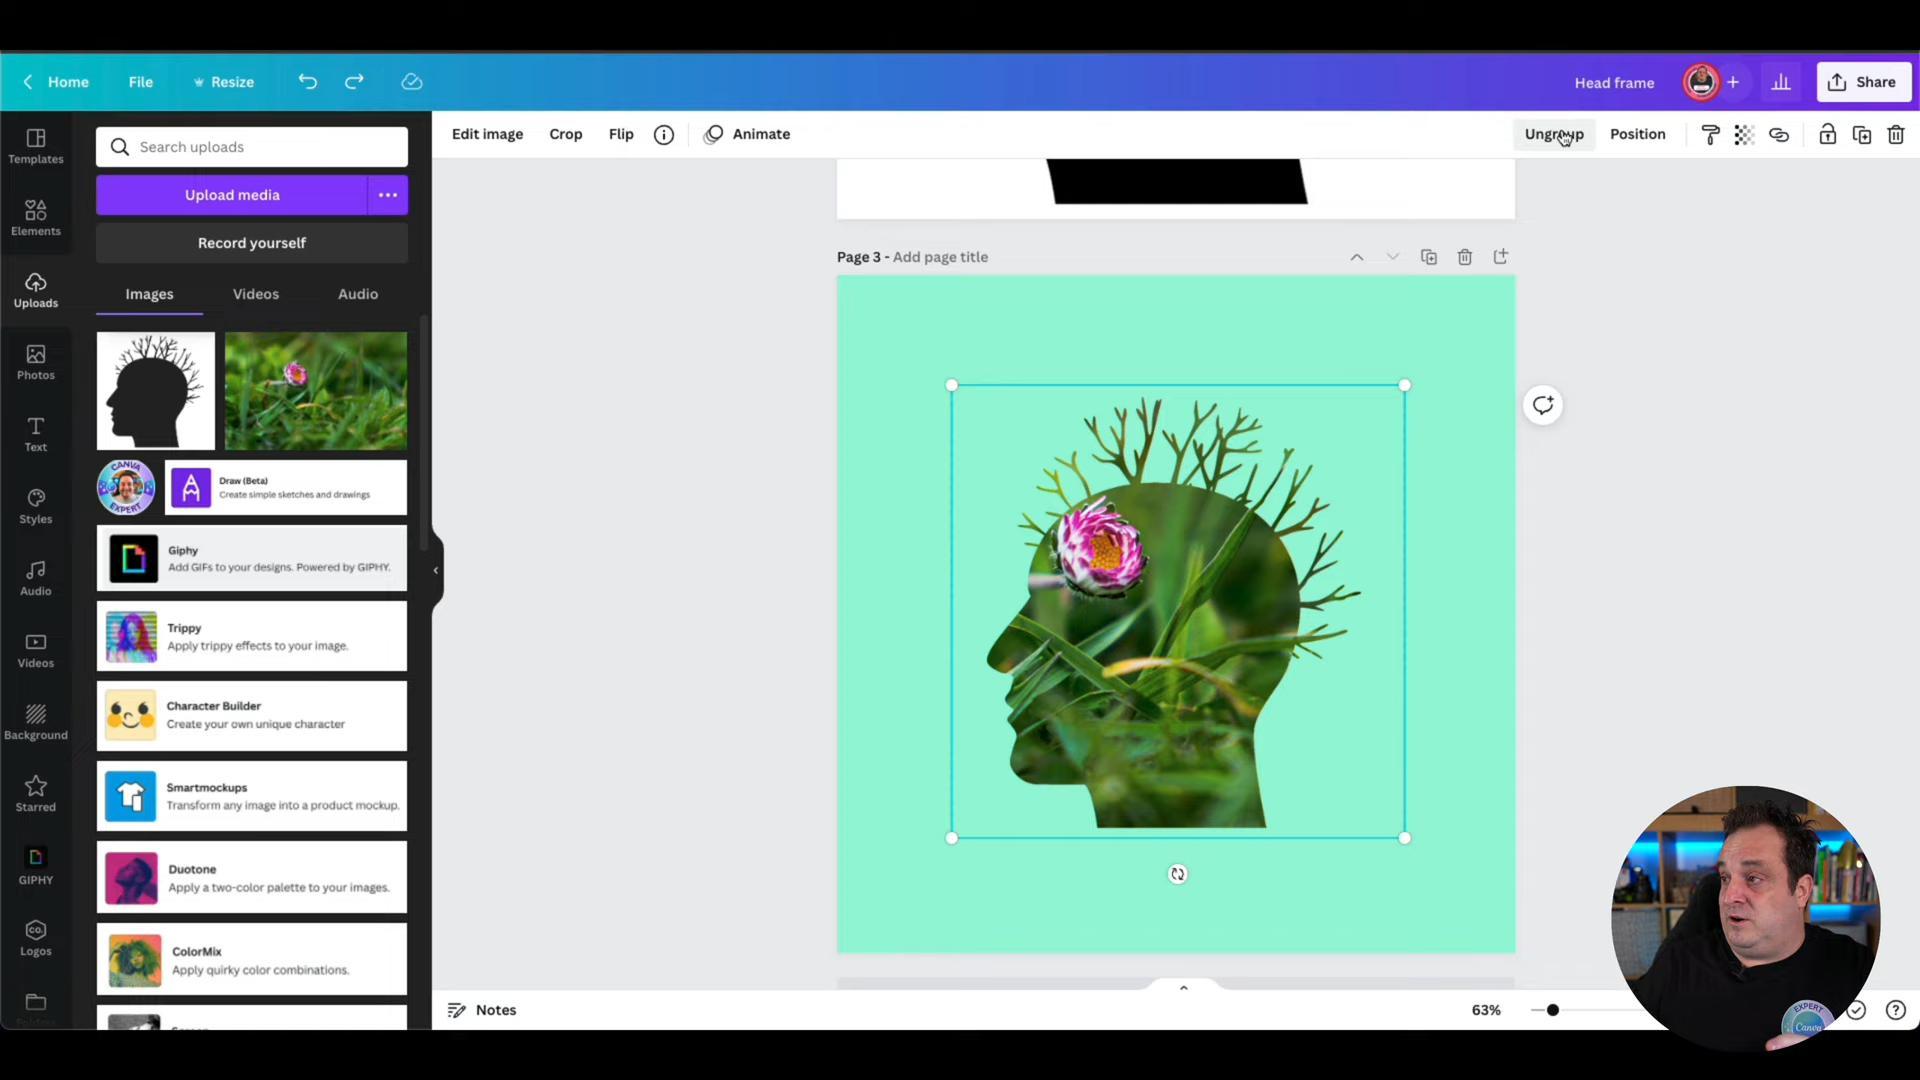 Home
File
Resize
Head frame
Share
Templates
Elements
Uploads
Photos
Text
Styles
Audio
Videos
Background
Starred
GIPHY
Logos
Search uploads
Upload media
Record yourself
Images
Videos
Audio
CANVA
EXPERT
Draw (Beta)
Create simple sketches and drawings
Giphy
Add GIFs to your designs. Powered by GIPHY.
Trippy
Apply trippy effects to your image.
Character Builder
Create your own unique character
Smartmockups
Transform any image into a product mockup.
Duotone
Apply a two-color palette to your images.
ColorMix
Apply quirky color combinations.
Edit image
Crop
Flip
Animate
Ungroup
Position
Page 3 - Add page title
Notes
63%
EXPERT
Canva